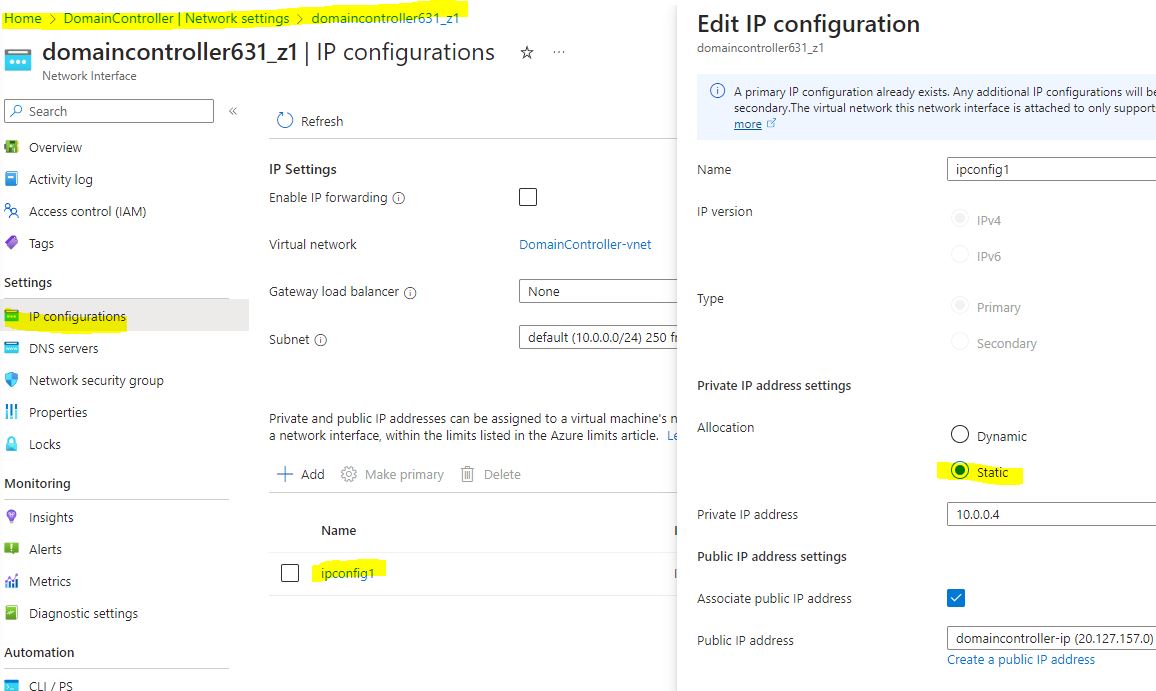 Home > DomainController | Network settings > domaincontroller631_z1
domaincontroller631_z1 | IP configurations
Network Interface
Search
Overview
Activity log
Access control (IAM)
Tags
Settings
IP configurations
DNS servers
Network security group
Properties
Locks
Monitoring
Insights
Alerts
Metrics
Diagnostic settings
Automation
CLI / PS
Refresh
IP Settings
Enable IP forwarding
Virtual network
DomainController-vnet
Gateway load balancer
None
Subnet
default (10.0.0.0/24) 250 fr
Private and public IP addresses can be assigned to a virtual machine's n
a network interface, within the limits listed in the Azure limits article. Le
Add Make primary Delete
Name
ipconfig1
Edit IP configuration
domaincontroller631_z1
A primary IP configuration already exists. Any additional IP configurations will be
secondary.The virtual network this network interface is attached to only support
more
Name
ipconfig1
IP version
IPv4
IPv6
Type
Primary
Secondary
Private IP address settings
Allocation
Dynamic
Static
Private IP address
10.0.0.4
Public IP address settings
Associate public IP address
Public IP address
domaincontroller-ip (20.127.157.0)
Create a public IP address